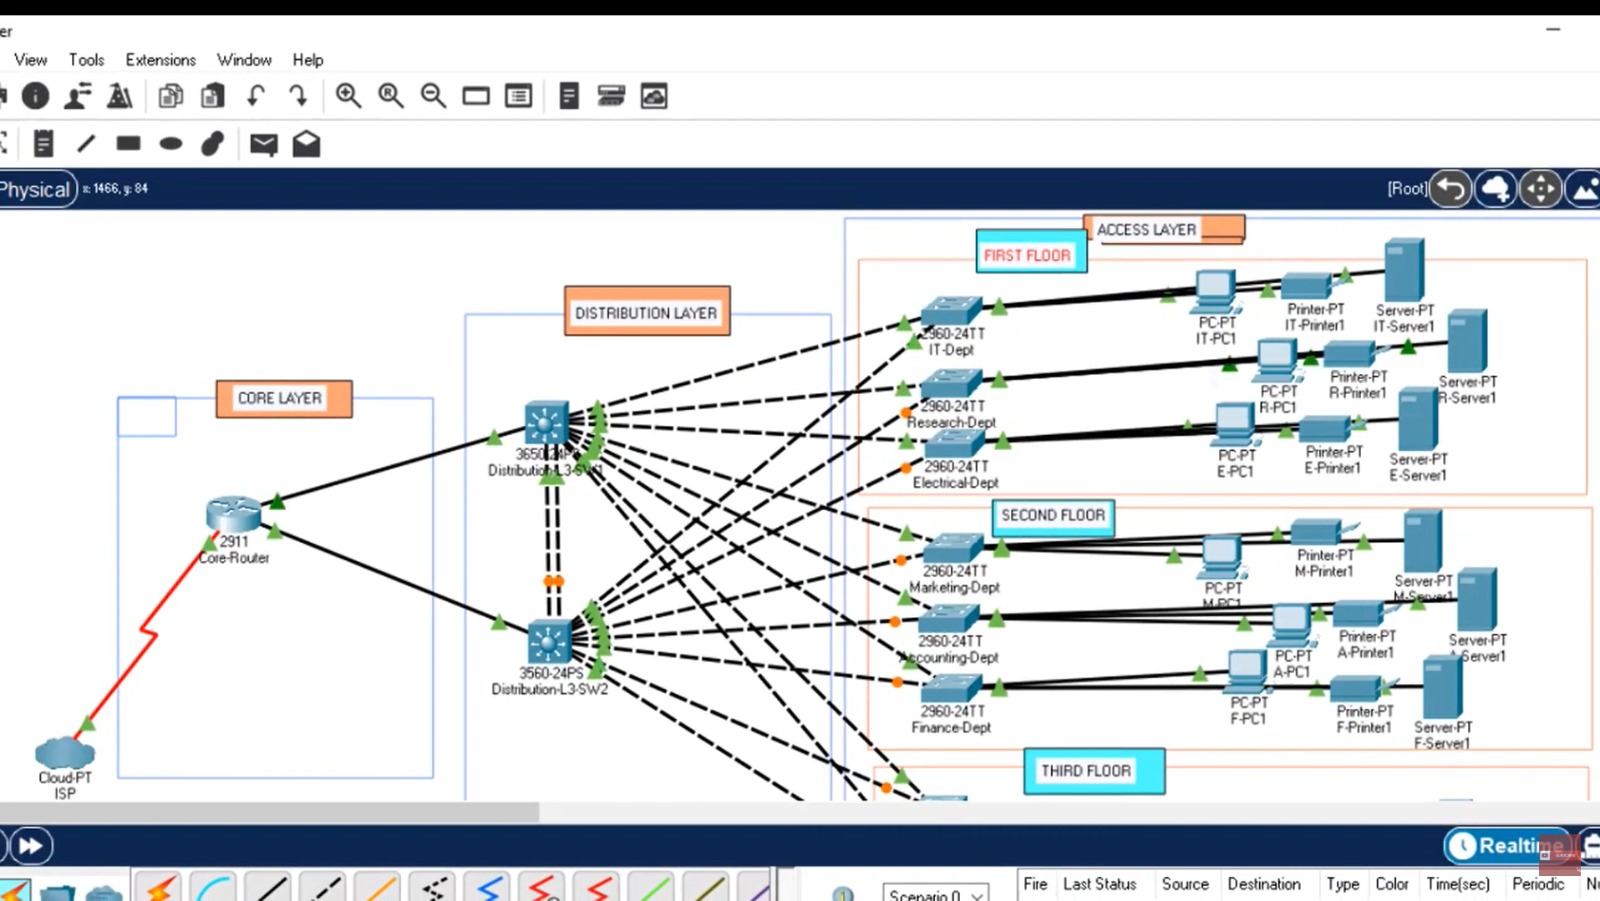 er
View Tools Extensions Window Help
Physical x: 1466, y: 84
[Root]
ACCESS LAYER
FIRST FLOOR
DISTRIBUTION LAYER
CORE LAYER
2960-24TT
IT-Dept
PC-PT
IT-PC1
Printer-PT
IT-Printer1
Server-PT
IT-Server1
2960-24TT
Research-Dept
PC-PT
R-PC1
Printer-PT
R-Printer1
Server-PT
R-Server1
2960-24TT
Electrical-Dept
PC-PT
E-PC1
Printer-PT
E-Printer1
Server-PT
E-Server1
3650-24PS
Distribution-L3-SW1
2911
Core-Router
SECOND FLOOR
2960-24TT
Marketing-Dept
PC-PT
M-PC1
Printer-PT
M-Printer1
Server-PT
M-Server1
2960-24TT
Accounting-Dept
PC-PT
A-PC1
Printer-PT
A-Printer1
Server-PT
A-Server1
3560-24PS
Distribution-L3-SW2
2960-24TT
Finance-Dept
PC-PT
F-PC1
Printer-PT
F-Printer1
Server-PT
F-Server1
Cloud-PT
ISP
THIRD FLOOR
Realtime
Scenario 0
Fire Last Status Source Destination Type Color Time(sec) Periodic